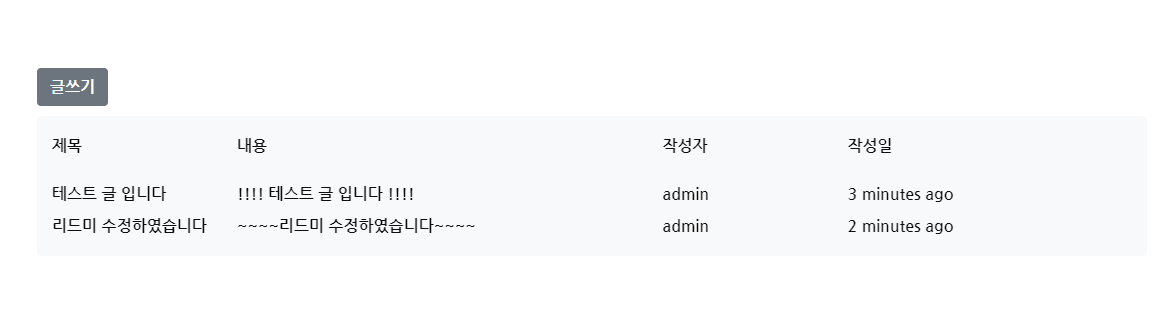 글쓰기
제목 내용 작성자 작성일
테스트 글 입니다 !!!! 테스트 글 입니다 !!!! admin 3 minutes ago
리드미 수정하였습니다 ~~~~리드미 수정하였습니다~~~~ admin 2 minutes ago